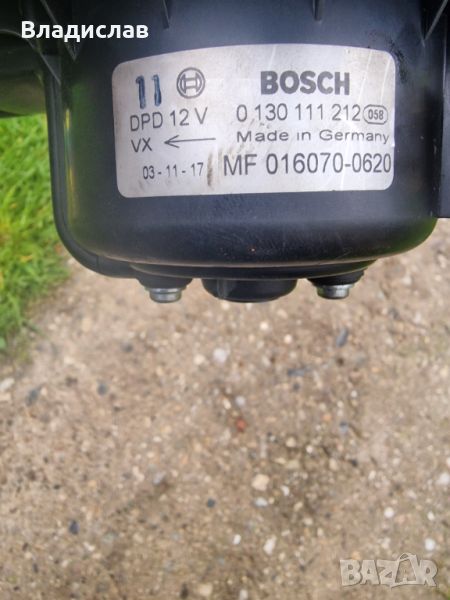 Владислав
11 BOSCH
DPD 12 V 0 130 111 212 058
VX ← Made in Germany
03-11-17 MF 016070-0620
BAZAR